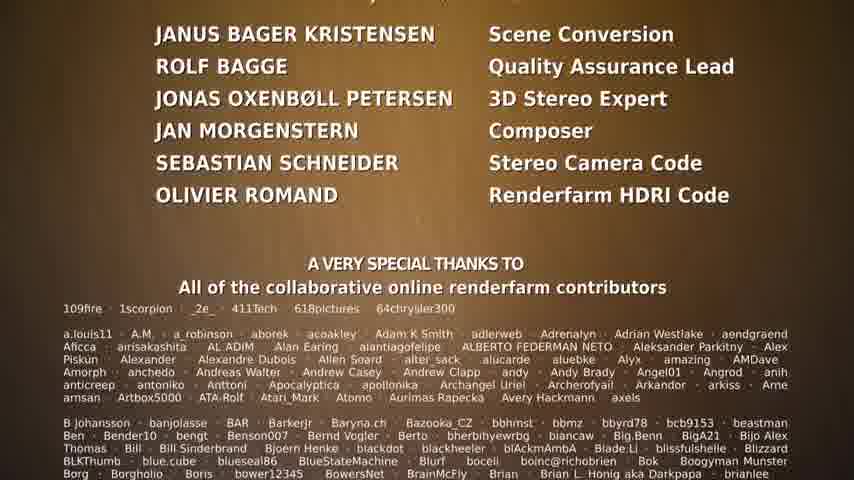 JANUS BAGER KRISTENSEN Scene Conversion
ROLF BAGGE Quality Assurance Lead
JONAS OXENBØLL PETERSEN 3D Stereo Expert
JAN MORGENSTERN Composer
SEBASTIAN SCHNEIDER Stereo Camera Code
OLIVIER ROMAND Renderfarm HDRI Code
A VERY SPECIAL THANKS TO
All of the collaborative online renderfarm contributors
109fire · 1scorpion · _2e_ · 411Tech · 618pictures · 64chrysler300
a.louis11 · A.M. · a_robinson · aborek · acoakley · Adam K Smith · adlerweb · Adrenalyn · Adrian Westlake · aendgraend
Aficca · airisakashita · AL ADIM · Alan Earing · alantiagofelipe · ALBERTO FEDERMAN NETO · Aleksander Parkitny · Alex
Piskun · Alexander · Alexandre Dubois · Allen Soard · alter_sack · alucarde · aluebke · Alyx · amazing · AMDave ·
Amorph · anchedo · Andreas Walter · Andrew Casey · Andrew Clapp · andy · Andy Brady · Angel01 · Angrod · anih
anticreep · antoniko · Anttoni · Apocalyptica · apollonika · Archangel Uriel · Archerofyail · Arkandor · arkiss · Arne
arnsan · Artbox5000 · ATA-Rolf · Atari_Mark · Atomo · Aurimas Rapecka · Avery Hackmann · axels
B Johansson · banjolasse · BAR · BarkerJr · Baryna.ch · Bazooka_CZ · bbhmst · bbmz · bbyrd78 · bcb9153 · beastman
Ben · Bender10 · bengt · Benson007 · Bernd Vogler · Berto · bherbihyewrbg · biancaw · Big.Benn · BigA21 · Bijo Alex
Thomas · Bill · Bill Sinderbrand · Bjoern Henke · blackdot · blackheeler · blAckmAmbA · Blade:Li · blissfulshelle · Blizzard
BLKThumb · blue.cube · blueseal86 · BlueStateMachine · Blurf · boceli · boinc@richobrien · Bok · Boogyman Munster
Borg · Borgholio · Boris · bower12345 · BowersNet · BrainMcFly · Brian · Brian L. Honig aka Darkpapa · brianlee